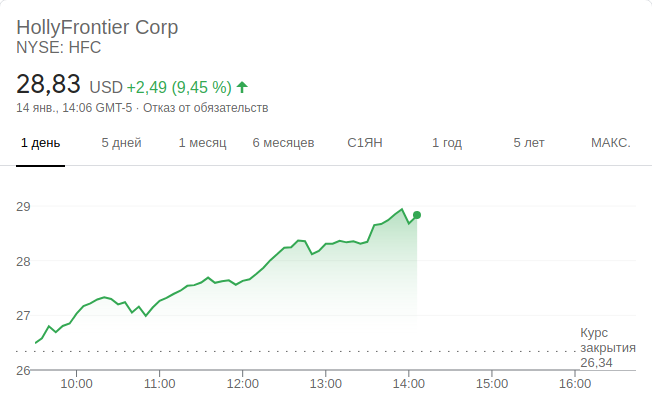 HollyFrontier Corp
NYSE: HFC
28,83 USD +2,49 (9,45 %)
14 янв., 14:06 GMT-5 · Отказ от обязательств
1 день 5 дней 1 месяц 6 месяцев С1ЯН 1 год 5 лет МАКС.
29
28
27
26
Курс
закрытия
26,34
10:00 11:00 12:00 13:00 14:00 15:00 16:00